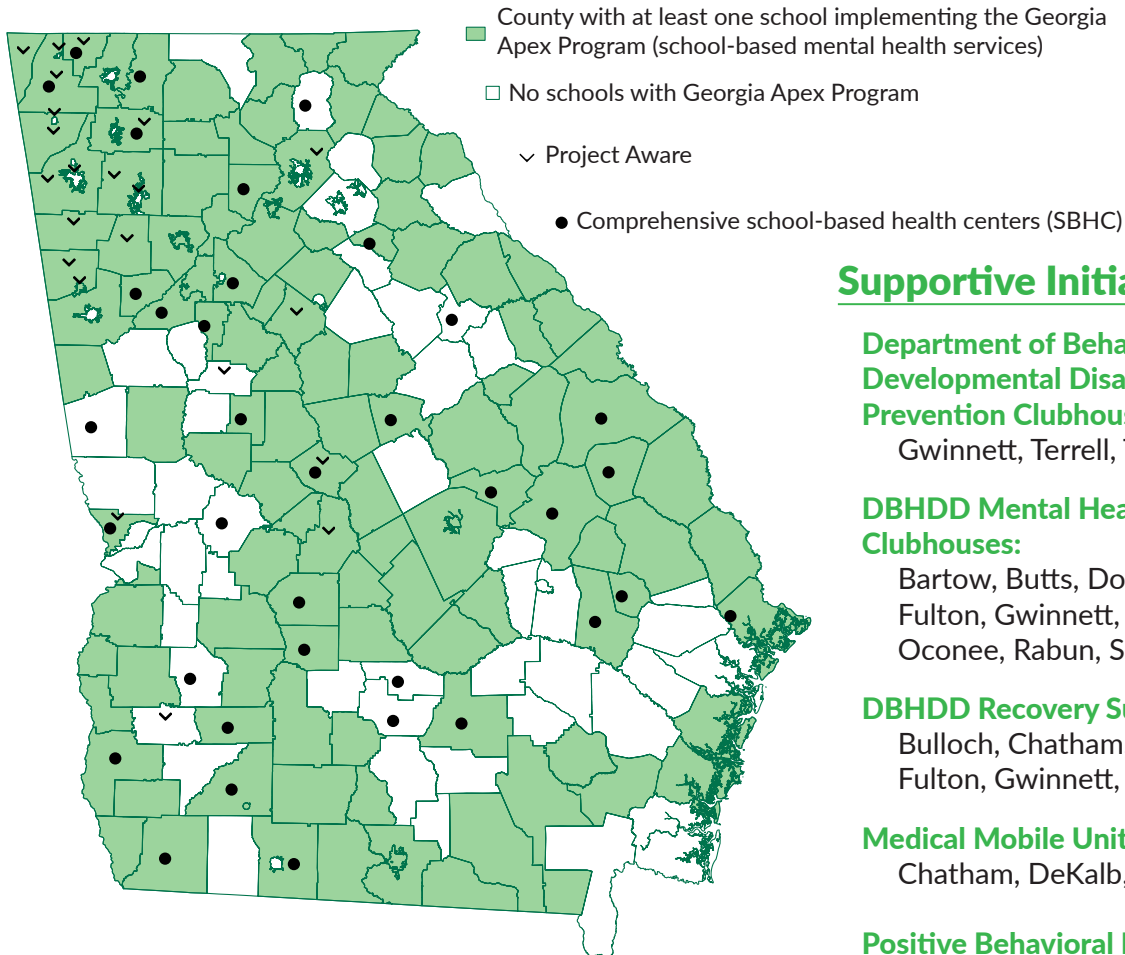 County with at least one school implementing the Georgia
Apex Program (school-based mental health services)
No schools with Georgia Apex Program
Project Aware
Comprehensive school-based health centers (SBHC)
Supportive Initia
Department of Beha
Developmental Disa
Prevention Clubhous
Gwinnett, Terrell,
DBHDD Mental Hea
Clubhouses:
Bartow, Butts, Do
Fulton, Gwinnett,
Oconee, Rabun, S
DBHDD Recovery Su
Bulloch, Chatham
Fulton, Gwinnett,
Medical Mobile Unit
Chatham, DeKalb,
Positive Behavioral